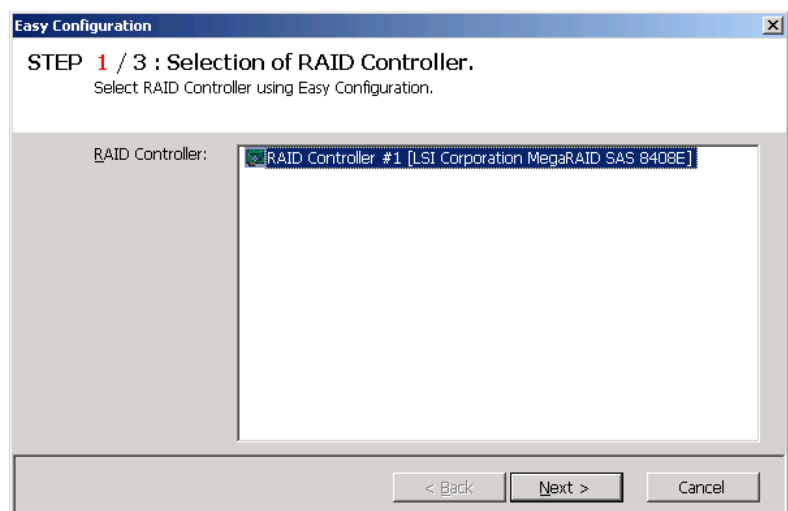 Easy Configuration
STEP 1 / 3 : Selection of RAID Controller.
Select RAID Controller using Easy Configuration.
RAID Controller:
RAID Controller #1 [LSI Corporation MegaRAID SAS 8408E]
< Back
Next >
Cancel